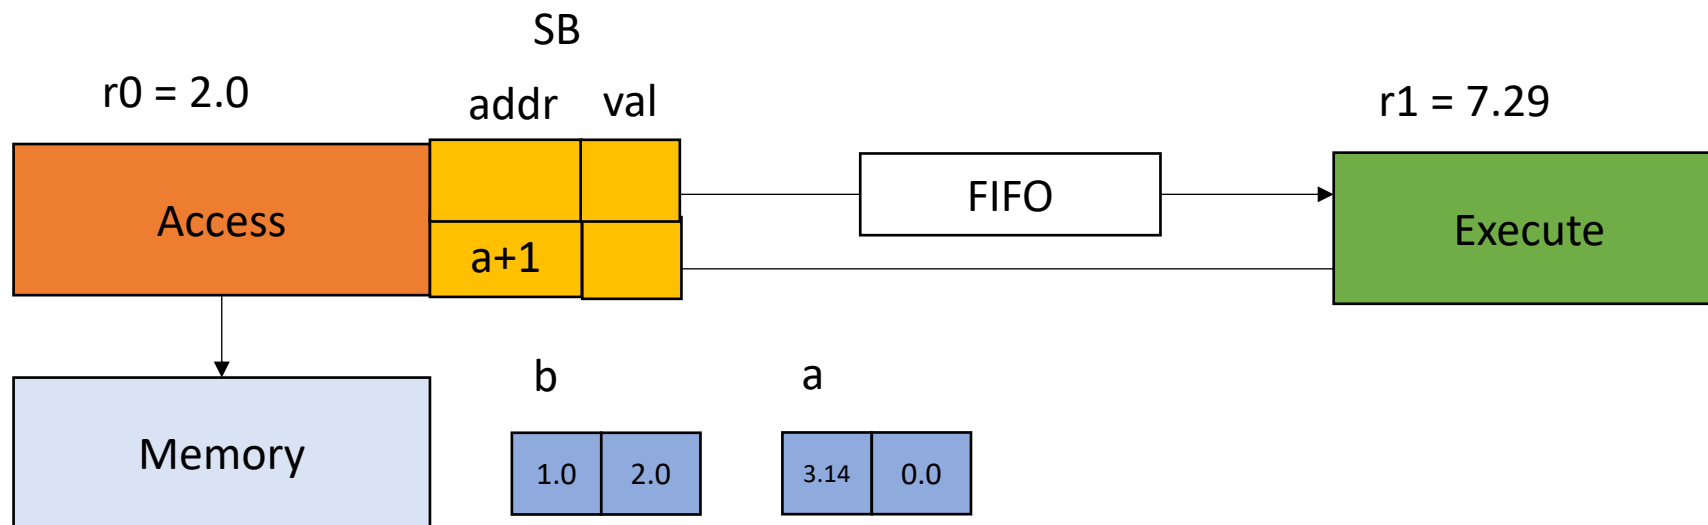 SB
r0 = 2.0
addr val
r1 = 7.29
Access
FIFO
Execute
a+1
b
a
Memory
1.0 2.0
3.14 0.0